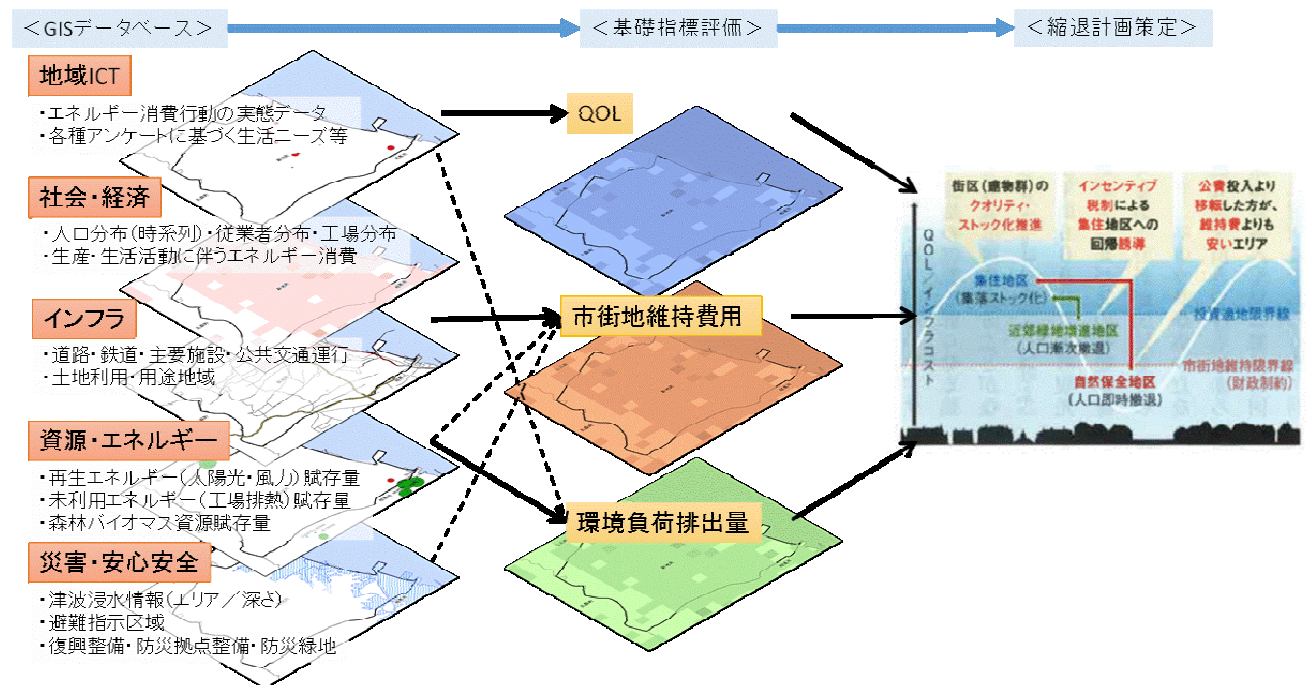 ＜GISデータベース＞
＜基礎指標評価＞
＜縮退計画策定＞
地域ICT
・エネルギー消費行動の実態データ
・各種アンケートに基づく生活ニーズ等
社会・経済
・人口分布（時系列）・従業者分布・工場分布
・生産・生活活動に伴うエネルギー消費
インフラ
・道路・鉄道・主要施設・公共交通運行
・土地利用・用途地域
資源・エネルギー
・再生エネルギー（太陽光・風力）賦存量
・未利用エネルギー（工場排熱）賦存量
・森林バイオマス資源賦存量
災害・安心安全
・津波浸水情報（エリア／深さ）
・避難指示区域
・復興整備・防災拠点整備・防災緑地
QOL
市街地維持費用
環境負荷排出量
街区（建物群）の
クオリティ・
ストック化推進
インセンティブ
税制による
集住地区への
回帰誘導
公費投入より
移転した方が、
維持費よりも
安いエリア
QOL／インフラコスト
集住地区
（集落ストック化）
投資適地限界線
近郊緑地増進地区
（人口漸次撤退）
市街地維持限界線
（財政制約）
自然保全地区
（人口即時撤退）